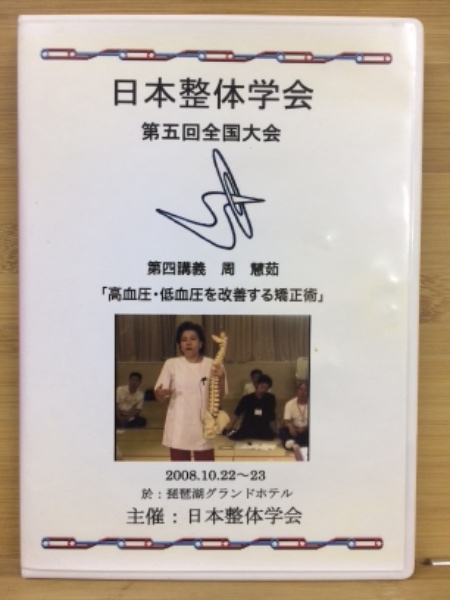 日本整体学会
第五回全国大会
第四講義 周 慧茹
「高血圧・低血圧を改善する矯正術」
2008.10.22～23
於：琵琶湖グランドホテル
主催：日本整体学会